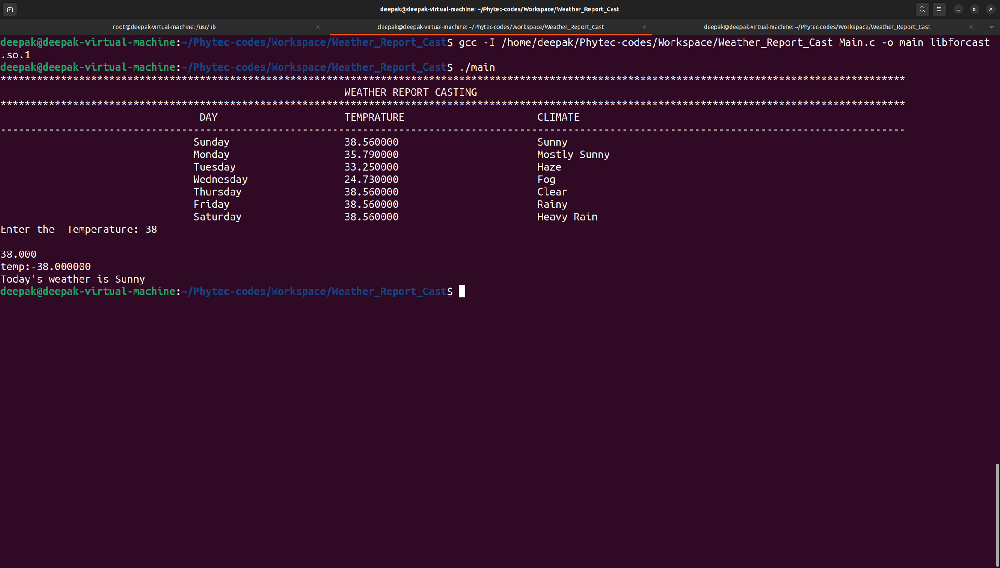 deepak@deepak-virtual-machine: ~/Phytec-codes/Workspace/Weather_Report_Cast
root@deepak-virtual-machine: /usr/lib
deepak@deepak-virtual-machine: ~/Phytec-codes/Workspace/Weather_Report_Cast
deepak@deepak-virtual-machine: ~/Phytec-codes/Workspace/Weather_Report_Cast
deepak@deepak-virtual-machine:~/Phytec-codes/Workspace/Weather_Report_Cast$ gcc -I /home/deepak/Phytec-codes/Workspace/Weather_Report_Cast Main.c -o main libforcast
.so.1
deepak@deepak-virtual-machine:~/Phytec-codes/Workspace/Weather_Report_Cast$ ./main
******************************************************************************************************************************************************
WEATHER REPORT CASTING
******************************************************************************************************************************************************
DAY TEMPRATURE CLIMATE
------------------------------------------------------------------------------------------------------------------------------------------------------
Sunday 38.560000 Sunny
Monday 35.790000 Mostly Sunny
Tuesday 33.250000 Haze
Wednesday 24.730000 Fog
Thursday 38.560000 Clear
Friday 38.560000 Rainy
Saturday 38.560000 Heavy Rain
Enter the  Temperature: 38
38.000
temp:-38.000000
Today's weather is Sunny
deepak@deepak-virtual-machine:~/Phytec-codes/Workspace/Weather_Report_Cast$